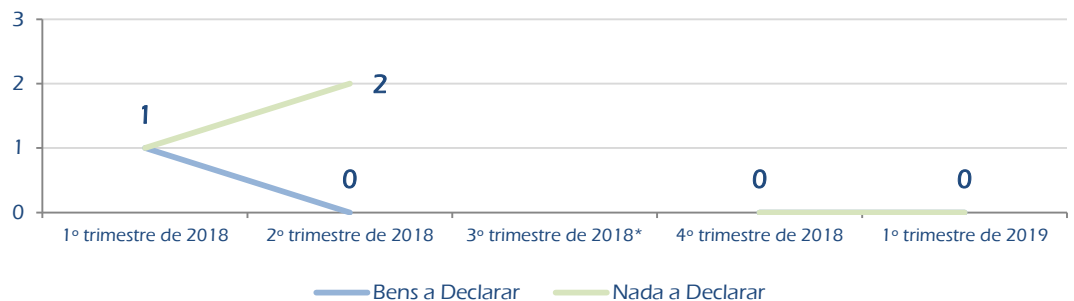 3
2
1
0
1
2
0
0
0
1º trimestre de 2018
2º trimestre de 2018
3º trimestre de 2018*
4º trimestre de 2018
1º trimestre de 2019
Bens a Declarar
Nada a Declarar